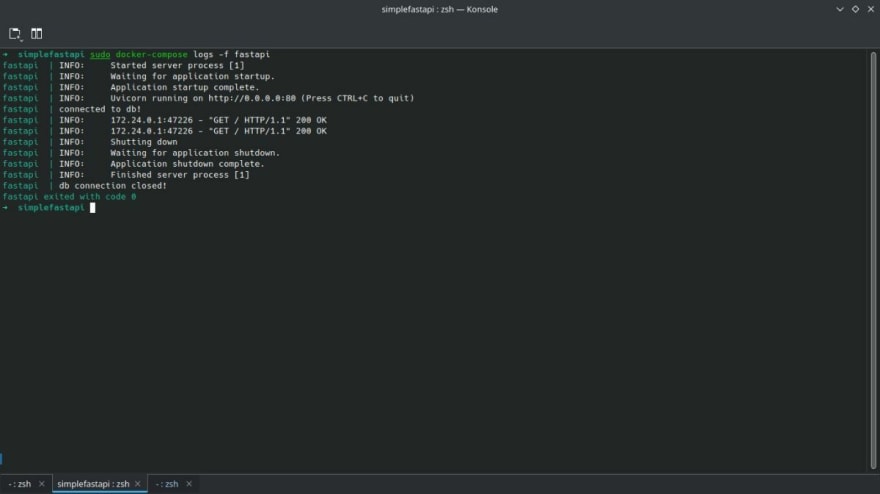 simplefastapi : zsh — Konsole
→ simplefastapi sudo docker-compose logs -f fastapi
fastapi | INFO: Started server process [1]
fastapi | INFO: Waiting for application startup.
fastapi | INFO: Application startup complete.
fastapi | INFO: Uvicorn running on http://0.0.0.0:80 (Press CTRL+C to quit)
fastapi | connected to db!
fastapi | INFO: 172.24.0.1:47226 - "GET / HTTP/1.1" 200 OK
fastapi | INFO: 172.24.0.1:47226 - "GET / HTTP/1.1" 200 OK
fastapi | INFO: Shutting down
fastapi | INFO: Waiting for application shutdown.
fastapi | INFO: Application shutdown complete.
fastapi | INFO: Finished server process [1]
fastapi | db connection closed!
fastapi exited with code 0
→ simplefastapi
- : zsh
simplefastapi : zsh
- : zsh